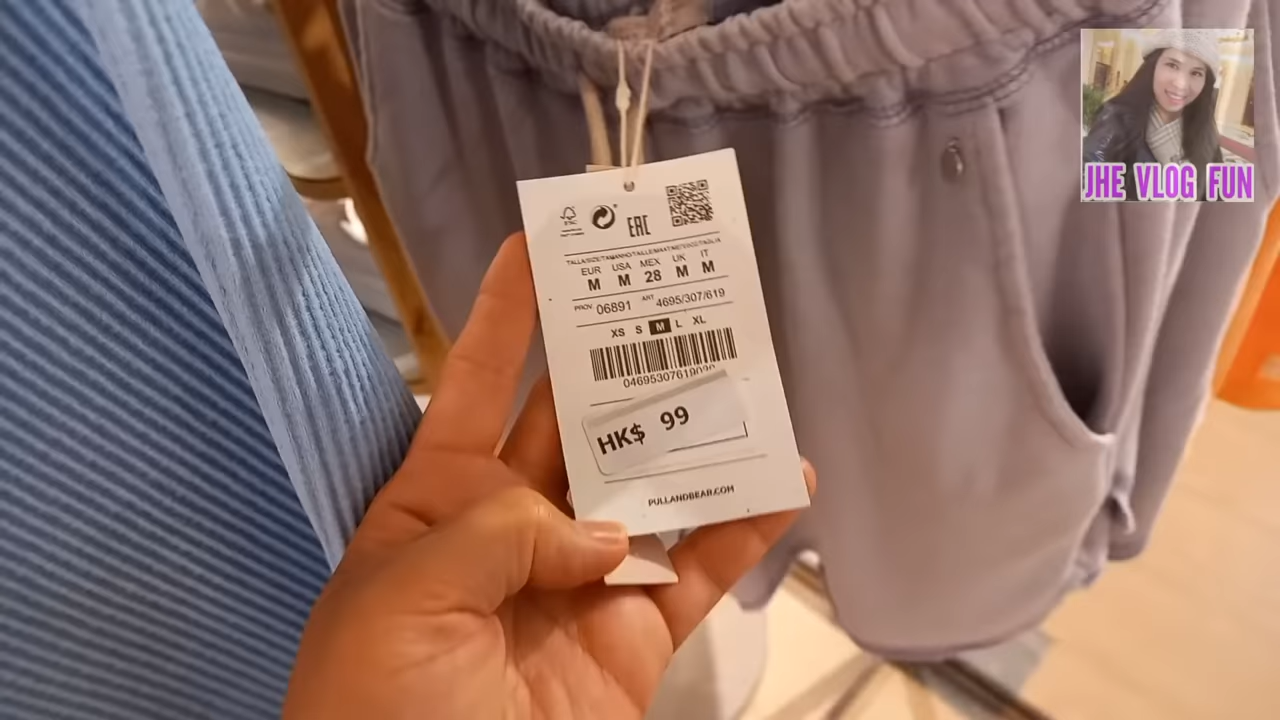 JHE VLOG FUN
FSC
EAC
EUR USA MEX UK IT
M M 28 M M
PROV 06891 ART 4695/307/619
XS S M L XL
HK$ 99
PULLANDBEAR.COM